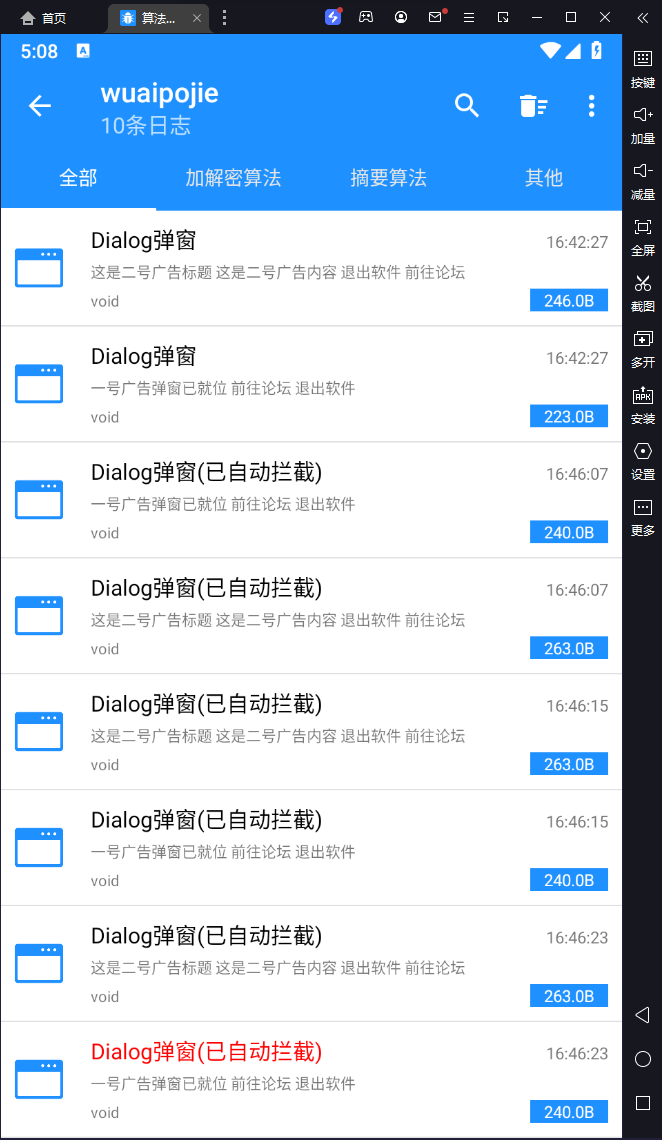 首页
算法...
5:08
A
wuaipojie
10条日志
全部 加解密算法 摘要算法 其他
Dialog弹窗 16:42:27
这是二号广告标题 这是二号广告内容 退出软件 前往论坛
void 246.0B
Dialog弹窗 16:42:27
一号广告弹窗已就位 前往论坛 退出软件
void 223.0B
Dialog弹窗(已自动拦截) 16:46:07
一号广告弹窗已就位 前往论坛 退出软件
void 240.0B
Dialog弹窗(已自动拦截) 16:46:07
这是二号广告标题 这是二号广告内容 退出软件 前往论坛
void 263.0B
Dialog弹窗(已自动拦截) 16:46:15
这是二号广告标题 这是二号广告内容 退出软件 前往论坛
void 263.0B
Dialog弹窗(已自动拦截) 16:46:15
一号广告弹窗已就位 前往论坛 退出软件
void 240.0B
Dialog弹窗(已自动拦截) 16:46:23
这是二号广告标题 这是二号广告内容 退出软件 前往论坛
void 263.0B
Dialog弹窗(已自动拦截) 16:46:23
一号广告弹窗已就位 前往论坛 退出软件
void 240.0B
按键
加量
减量
全屏
截图
多开
APK
安装
设置
更多